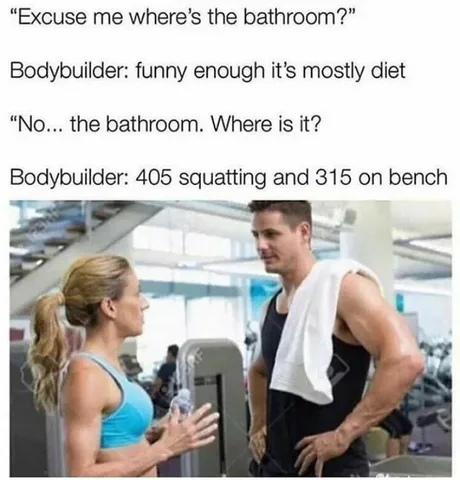 “Excuse me where’s the bathroom?”
Bodybuilder: funny enough it’s mostly diet
“No... the bathroom. Where is it?
Bodybuilder: 405 squatting and 315 on bench